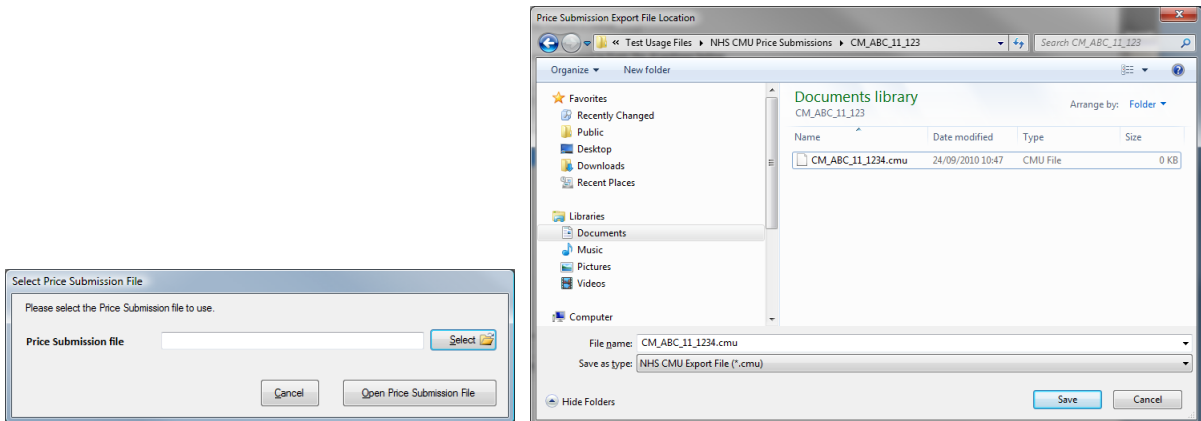 Select Price Submission File
Please select the Price Submission file to use.
Price Submission file
Select
Cancel
Open Price Submission File
Price Submission Export File Location
« Test Usage Files ▸ NHS CMU Price Submissions ▸ CM_ABC_11_123
Search CM_ABC_11_123
Organize New folder
Favorites
Recently Changed
Public
Desktop
Downloads
Recent Places
Libraries
Documents
Music
Pictures
Videos
Computer
Documents library
CM_ABC_11_123
Arrange by: Folder
Name Date modified Type Size
CM_ABC_11_1234.cmu 24/09/2010 10:47 CMU File 0 KB
File name: CM_ABC_11_1234.cmu
Save as type: NHS CMU Export File (*.cmu)
Hide Folders
Save
Cancel